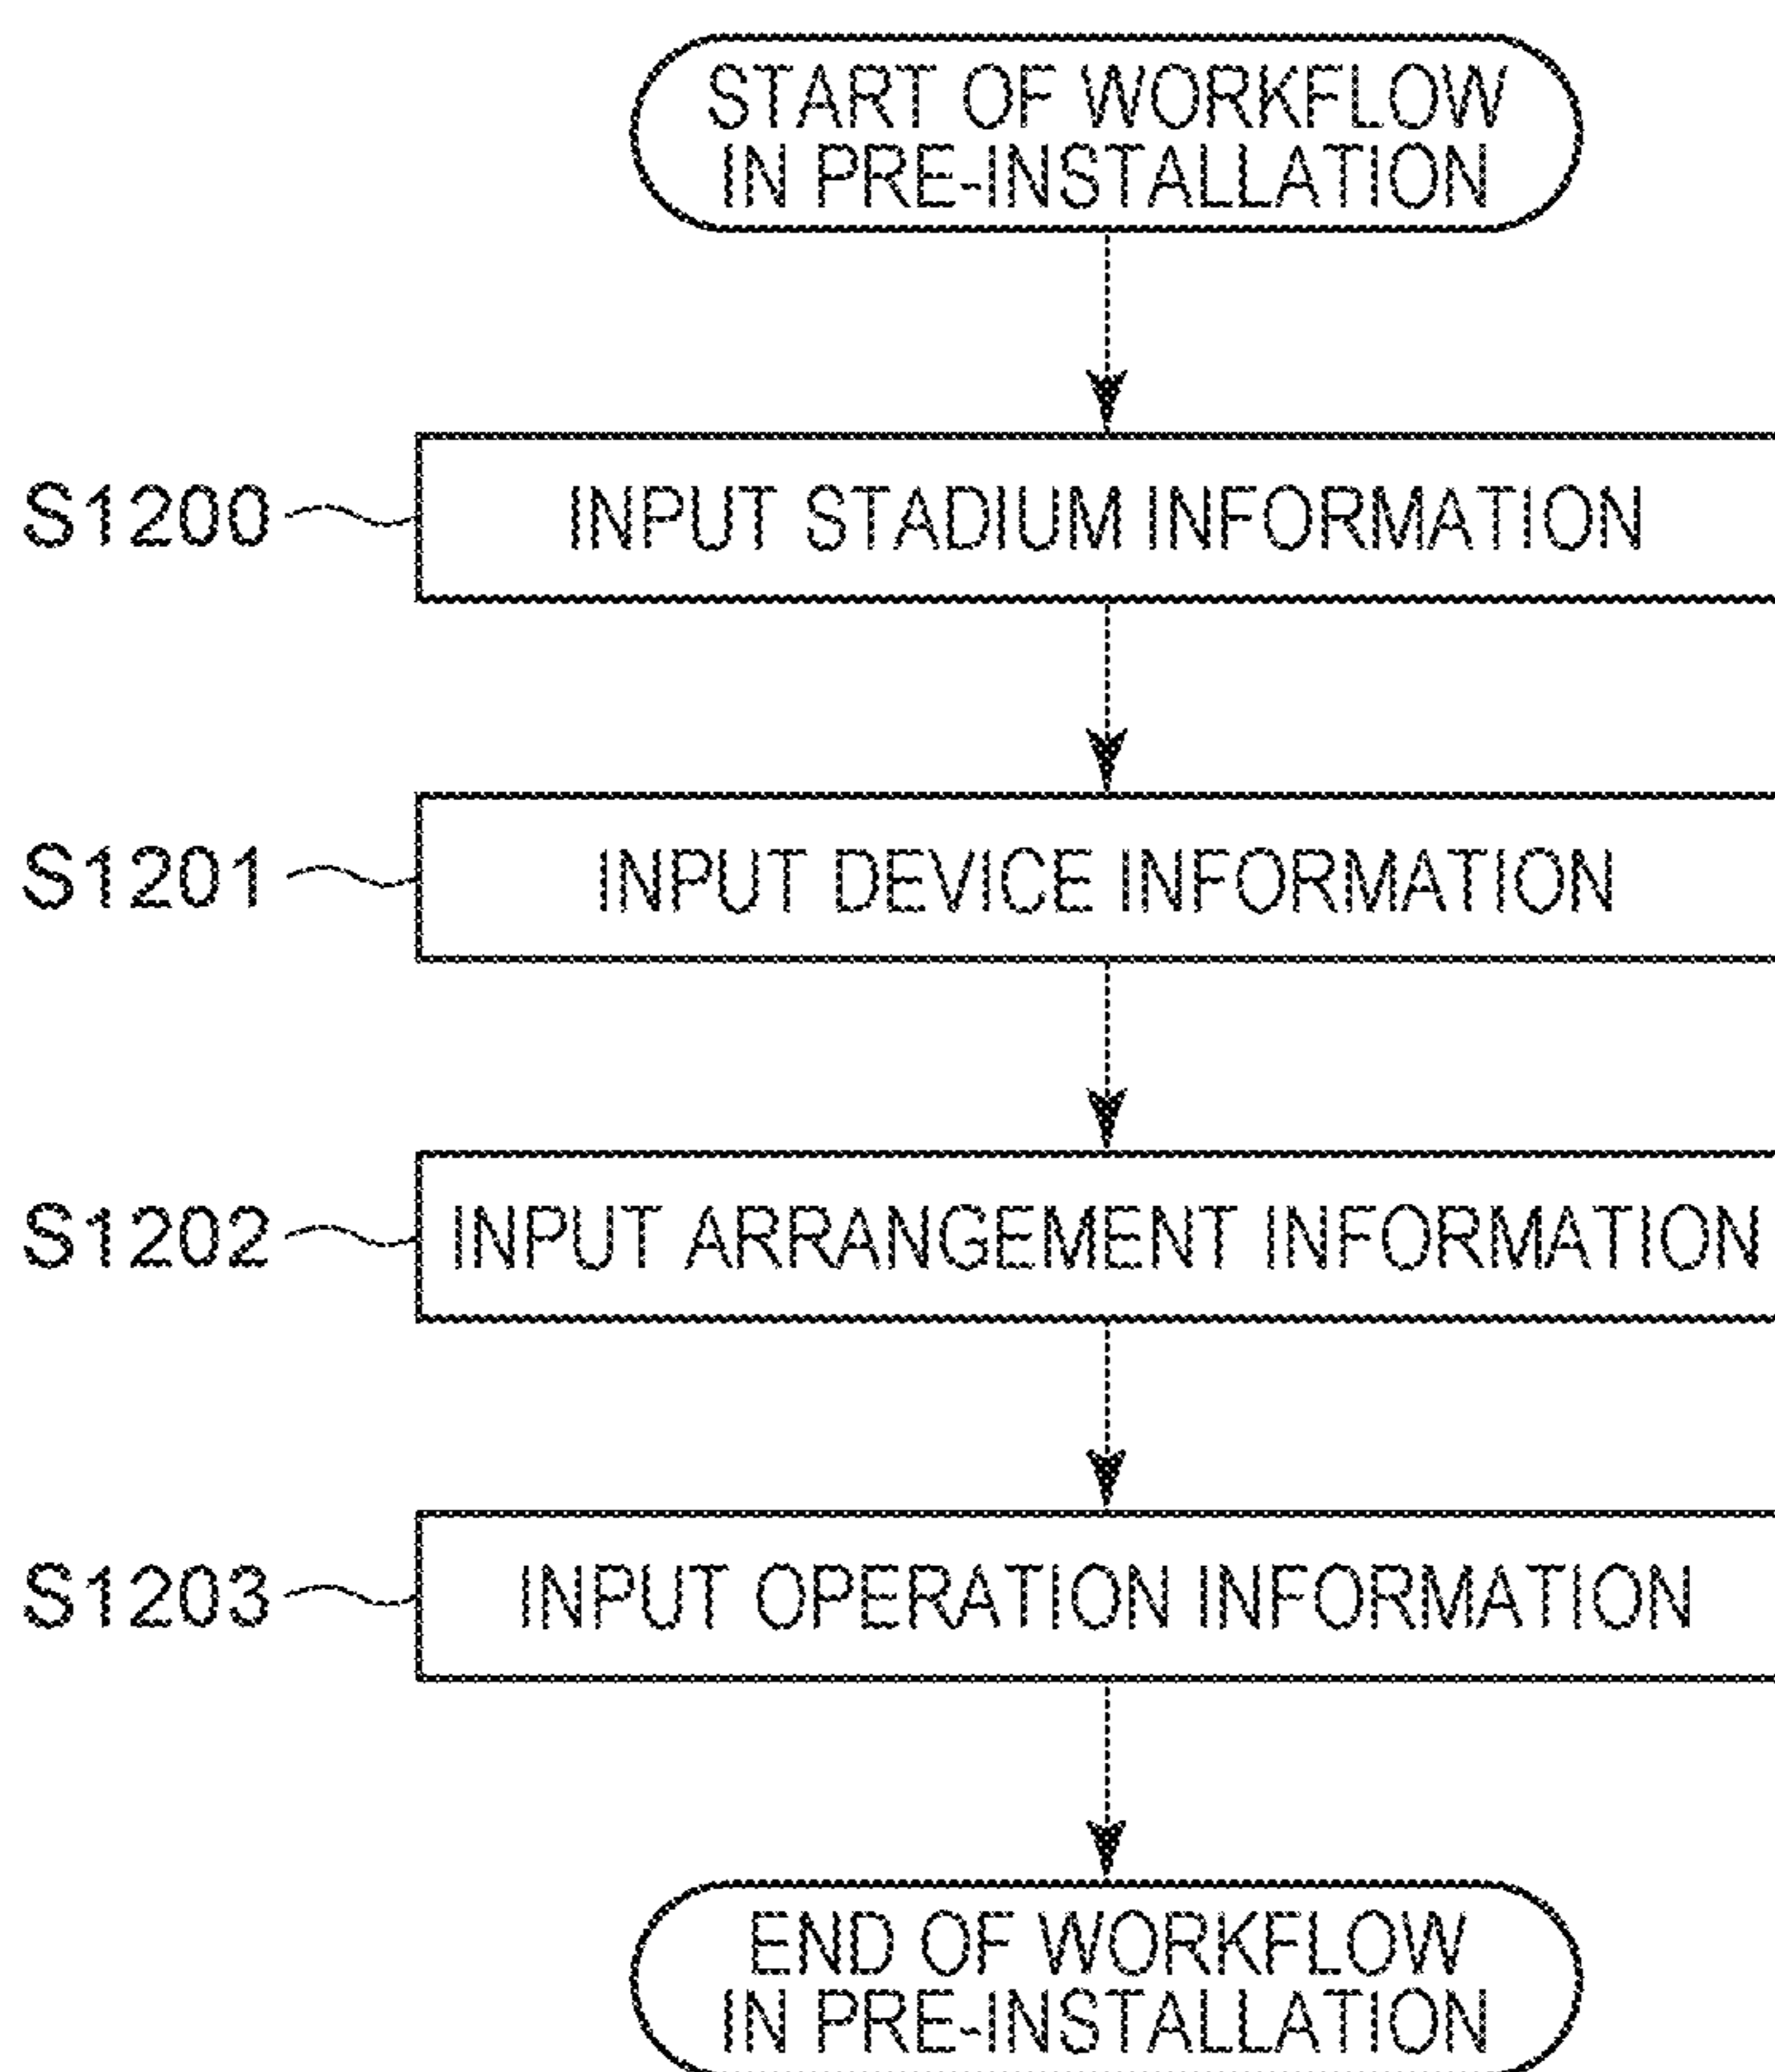 START OF WORKFLOW
IN PRE-INSTALLATION
S1200
INPUT STADIUM INFORMATION
S1201
INPUT DEVICE INFORMATION
S1202
INPUT ARRANGEMENT INFORMATION
S1203
INPUT OPERATION INFORMATION
END OF WORKFLOW
IN PRE-INSTALLATION